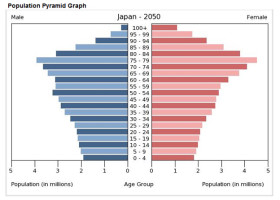 Population Pyramid Graph
Male Japan - 2050 Female
100+
95 - 99
90 - 94
85 - 89
80 - 84
75 - 79
70 - 74
65 - 69
60 - 64
55 - 59
50 - 54
45 - 49
40 - 44
35 - 39
30 - 34
25 - 29
20 - 24
15 - 19
10 - 14
5 - 9
0 - 4
5 4 3 2 1 0 0 1 2 3 4 5
Population (in millions) Age Group Population (in millions)